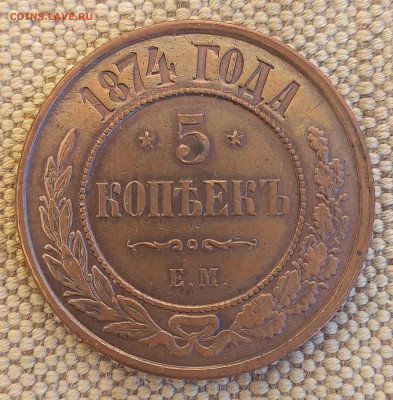 COINS.LAVE.RU
1874 ГОДА
* 5 *
КОПѢЕКЪ
Е.М.